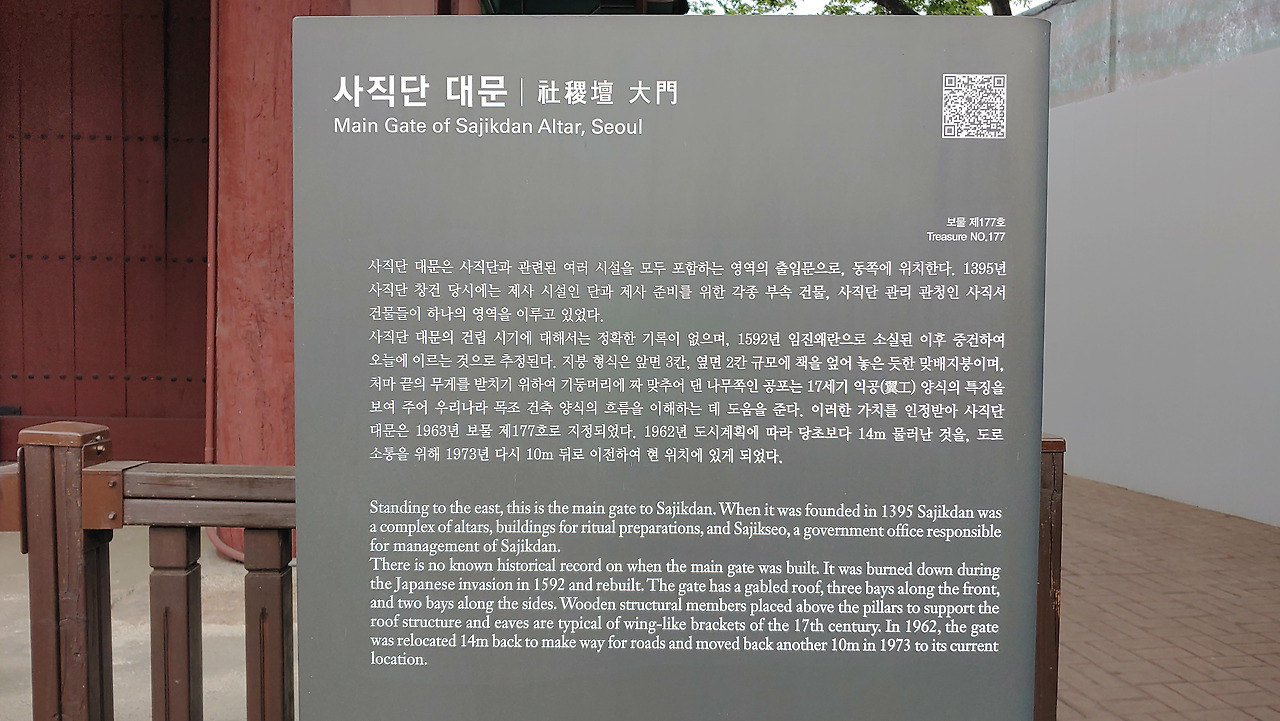 사직단 대문 | 社稷壇 大門
Main Gate of Sajikdan Altar, Seoul
보물 제177호
Treasure NO.177
사직단 대문은 사직단과 관련된 여러 시설을 모두 포함하는 영역의 출입문으로, 동쪽에 위치한다. 1395년
사직단 창건 당시에는 제사 시설인 단과 제사 준비를 위한 각종 부속 건물, 사직단 관리 관청인 사직서
건물들이 하나의 영역을 이루고 있었다.
사직단 대문의 건립 시기에 대해서는 정확한 기록이 없으며, 1592년 임진왜란으로 소실된 이후 중건하여
오늘에 이르는 것으로 추정된다. 지붕 형식은 앞면 3칸, 옆면 2칸 규모에 책을 엎어 놓은 듯한 맞배지붕이며,
처마 끝의 무게를 받치기 위하여 기둥머리에 짜 맞추어 댄 나무쪽인 공포는 17세기 익공(翼工) 양식의 특징을
보여 주어 우리나라 목조 건축 양식의 흐름을 이해하는 데 도움을 준다. 이러한 가치를 인정받아 사직단
대문은 1963년 보물 제177호로 지정되었다. 1962년 도시계획에 따라 당초보다 14m 물러난 것을, 도로
소통을 위해 1973년 다시 10m 뒤로 이전하여 현 위치에 있게 되었다.
Standing to the east, this is the main gate to Sajikdan. When it was founded in 1395 Sajikdan was
a complex of altars, buildings for ritual preparations, and Sajikseo, a government office responsible
for management of Sajikdan.
There is no known historical record on when the main gate was built. It was burned down during
the Japanese invasion in 1592 and rebuilt. The gate has a gabled roof, three bays along the front,
and two bays along the sides. Wooden structural members placed above the pillars to support the
roof structure and eaves are typical of wing-like brackets of the 17th century. In 1962, the gate
was relocated 14m back to make way for roads and moved back another 10m in 1973 to its current
location.